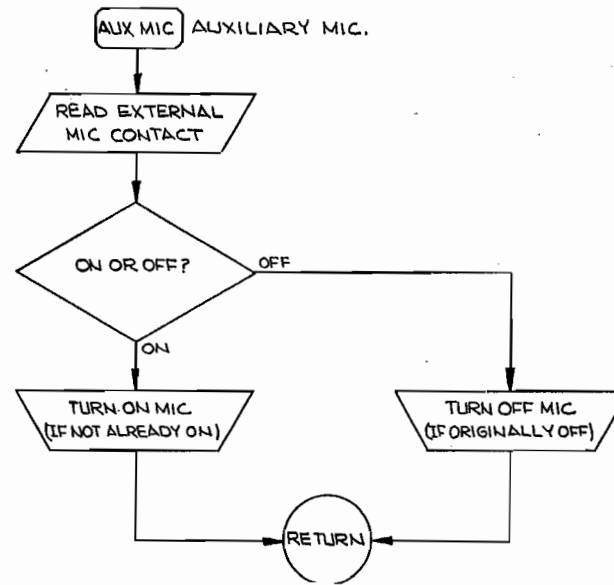 AUX MIC AUXILIARY MIC.
READ EXTERNAL
MIC CONTACT
ON OR OFF?
OFF
ON
TURN ON MIC
(IF NOT ALREADY ON)
TURN OFF MIC
(IF ORIGINALLY OFF)
RETURN